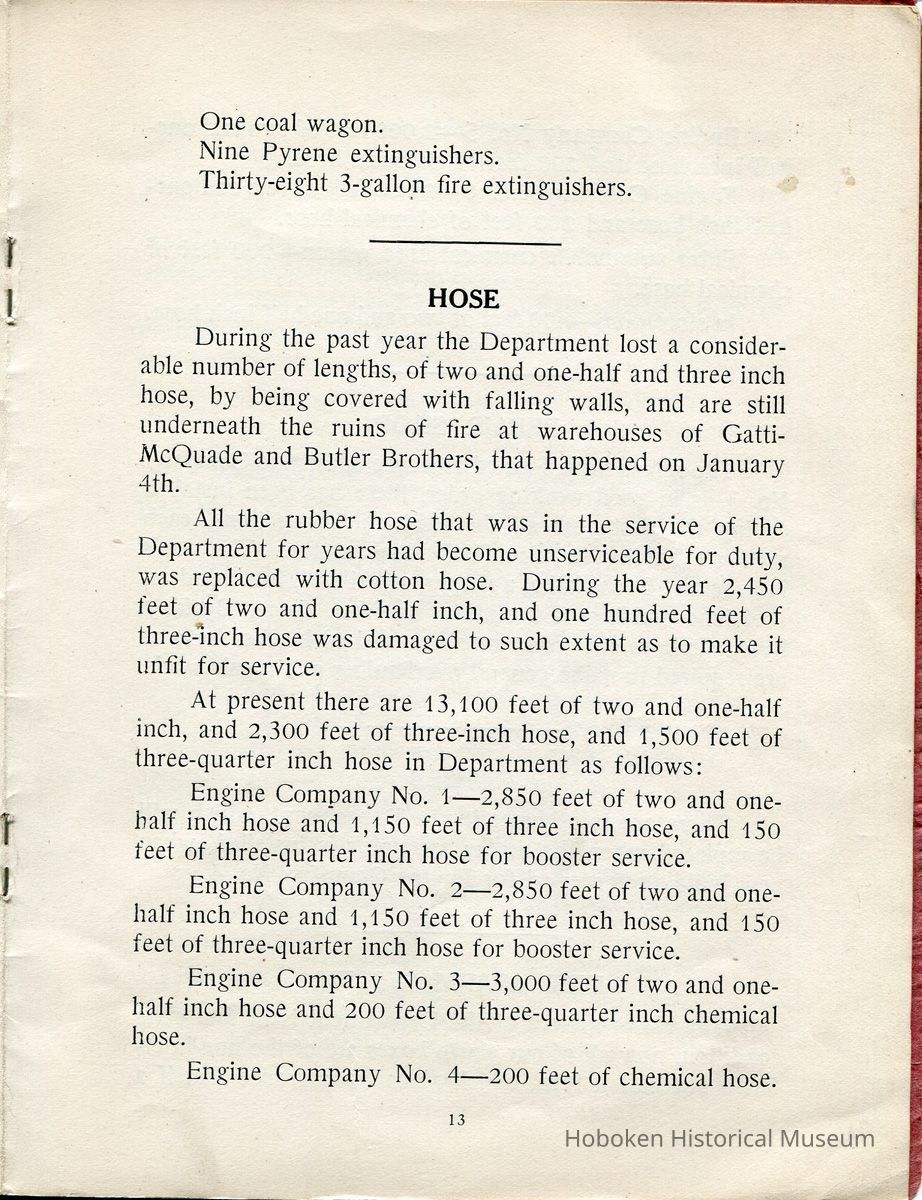 One coal wagon.
Nine Pyrene extinguishers.
Thirty-eight 3-gallon fire extinguishers.
HOSE
During the past year the Department lost a consider-
able number of lengths, of two and one-half and three inch
hose, by being covered with falling walls, and are still
underneath the ruins of fire at warehouses of Gatti-
McQuade and Butler Brothers, that happened on January
4th.
All the rubber hose that was in the service of the
Department for years had become unserviceable for duty,
was replaced with cotton hose. During the year 2,450
feet of two and one-half inch, and one hundred feet of
three-inch hose was damaged to such extent as to make it
unfit for service.
At present there are 13,100 feet of two and one-half
inch, and 2,300 feet of three-inch hose, and 1,500 feet of
three-quarter inch hose in Department as follows:
Engine Company No. 1—2,850 feet of two and one-
half inch hose and 1,150 feet of three inch hose, and 150
feet of three-quarter inch hose for booster service.
Engine Company No. 2—2,850 feet of two and one-
half inch hose and 1,150 feet of three inch hose, and 150
feet of three-quarter inch hose for booster service.
Engine Company No. 3—3,000 feet of two and one-
half inch hose and 200 feet of three-quarter inch chemical
hose.
Engine Company No. 4—200 feet of chemical hose.
13
Hoboken Historical Museum